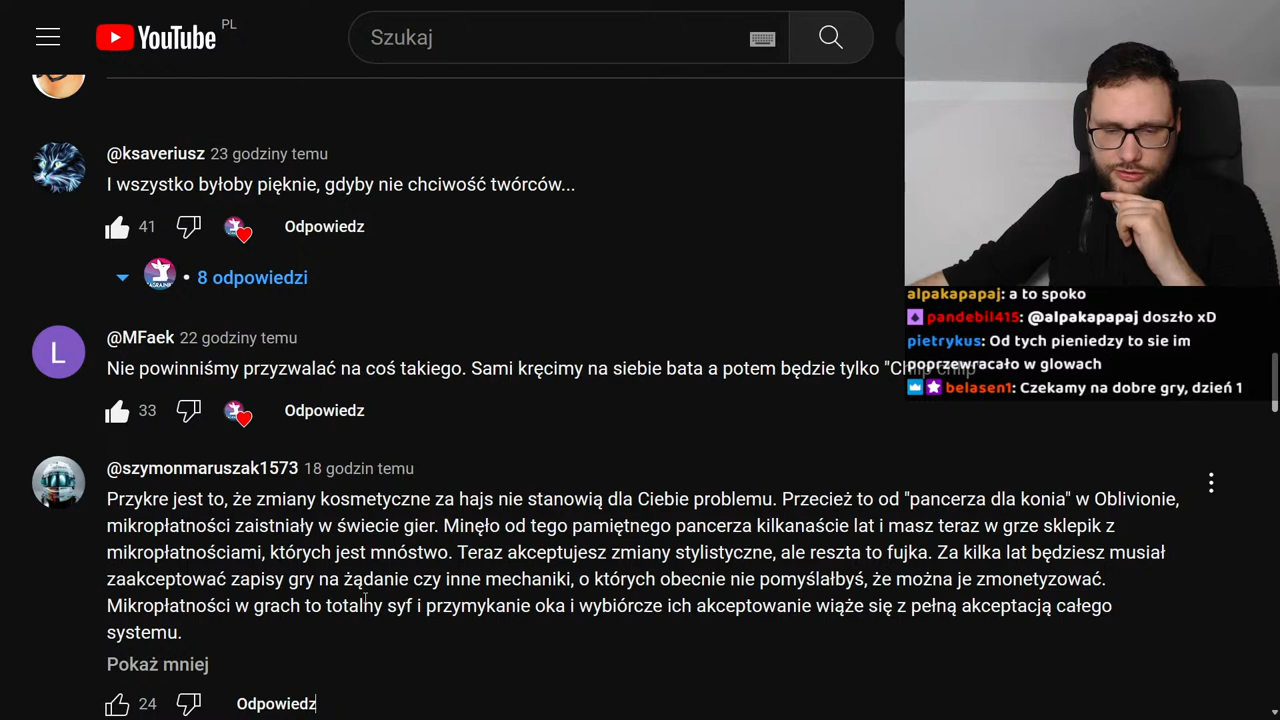 YouTube PL
Szukaj
@ksaveriusz 23 godziny temu
I wszystko byłoby pięknie, gdyby nie chciwość twórców...
41 Odpowiedz
8 odpowiedzi
@MFaek 22 godziny temu
Nie powinniśmy przyzwalać na coś takiego. Sami kręcimy na siebie bata a potem będzie tylko "Chlip chlip
33 Odpowiedz
@szymonmaruszak1573 18 godzin temu
Przykre jest to, że zmiany kosmetyczne za hajs nie stanowią dla Ciebie problemu. Przecież to od "pancerza dla konia" w Oblivionie,
mikropłatności zaistniały w świecie gier. Minęło od tego pamiętnego pancerza kilkanaście lat i masz teraz w grze sklepik z
mikropłatnościami, których jest mnóstwo. Teraz akceptujesz zmiany stylistyczne, ale reszta to fujka. Za kilka lat będziesz musiał
zaakceptować zapisy gry na żądanie czy inne mechaniki, o których obecnie nie pomyślałbyś, że można je zmonetyzować.
Mikropłatności w grach to totalny syf i przymykanie oka i wybiórcze ich akceptowanie wiąże się z pełną akceptacją całego
systemu.
Pokaż mniej
24 Odpowiedz
alpakapapaj: a to spoko
pandebil415: @alpakapapaj doszło xD
pietrykus: Od tych pieniedzy to sie im
poprzewracało w glowach
belasen1: Czekamy na dobre gry, dzień 1